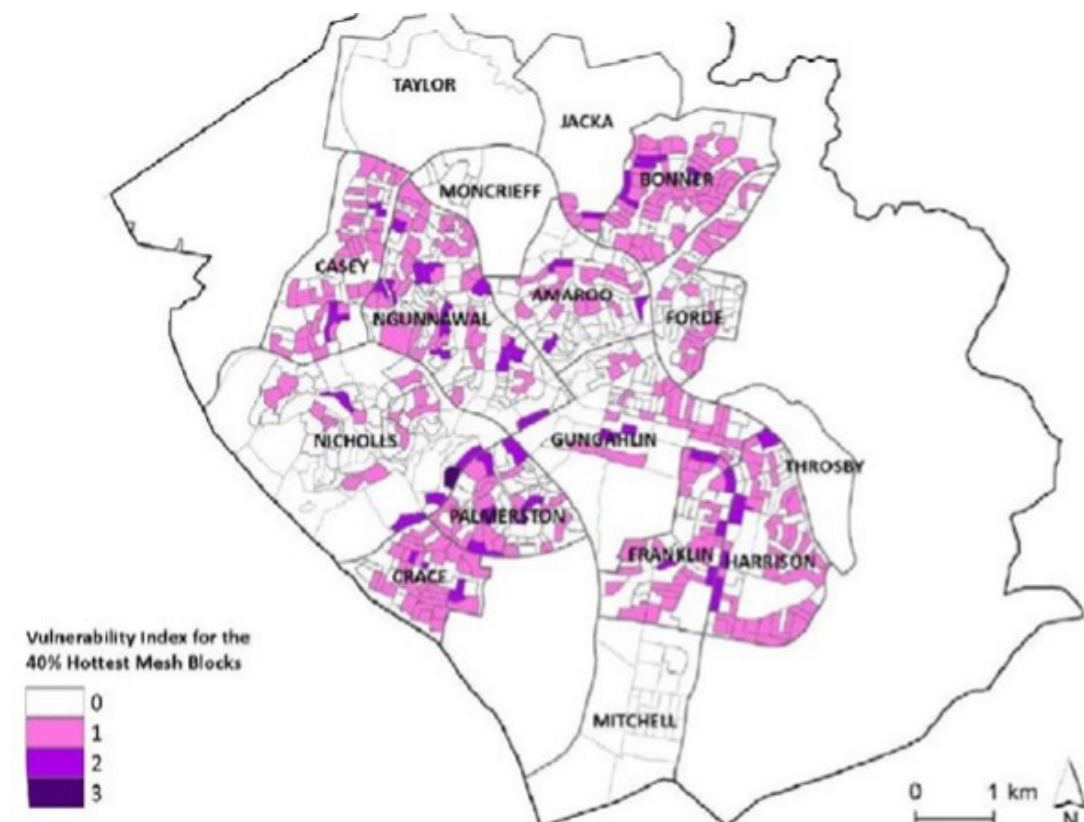 TAYLOR
JACKA
MONCRIEFF
BONNER
CASEY
AMAROO
NGUNNAWAL
FORDE
NICHOLLS
GUNGAHLIN
THROSBY
PALMERSTON
FRANKLIN
HARRISON
CRACE
MITCHELL
Vulnerability Index for the
40% Hottest Mesh Blocks
0
1
2
3
0 1 km
N